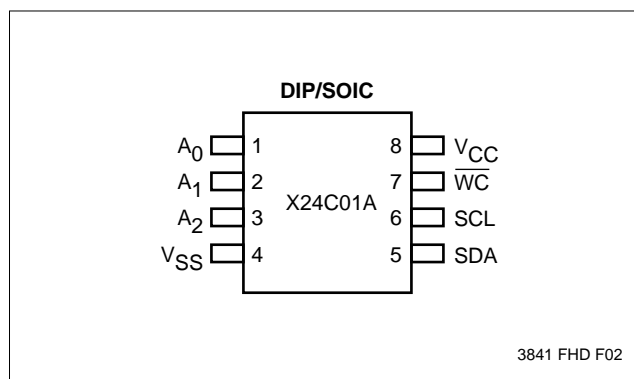 DIP/SOIC
A0 1 8 VCC
A1 2 7 WC
X24C01A
A2 3 6 SCL
VSS 4 5 SDA
3841 FHD F02